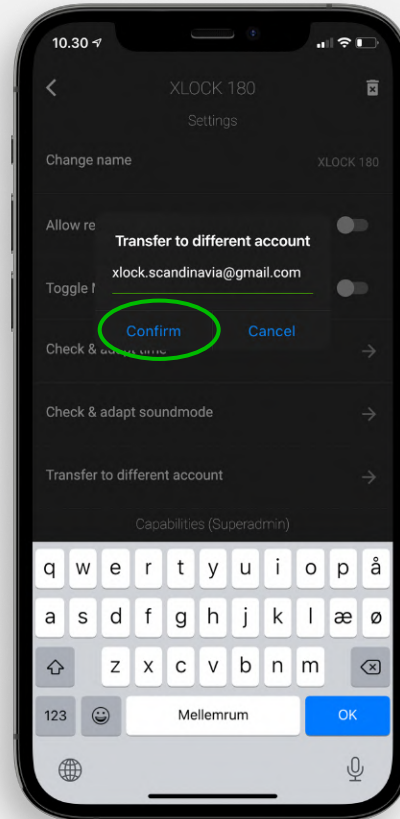 10.30
XLOCK 180
Settings
Change name XLOCK 180
Allow re
Transfer to different account
xlock.scandinavia@gmail.com
Toggle
Confirm Cancel
Check & adapt time
Check & adapt soundmode
Transfer to different account
Capabilities (Superadmin)
q w e r t y u i o p å
a s d f g h j k l æ ø
z x c v b n m
123 Mellemrum OK